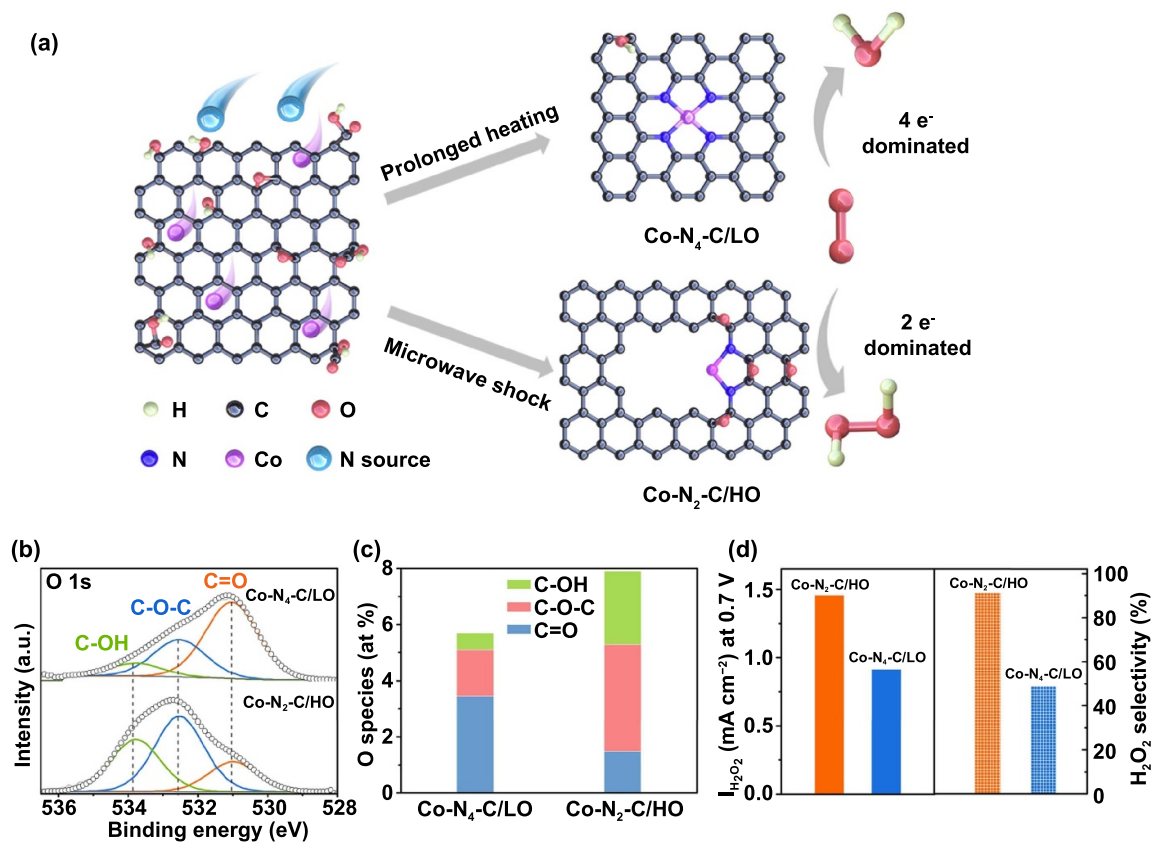 (a)
Prolonged heating
Co-N₄-C/LO
4 e⁻
dominated
Microwave shock
Co-N₂-C/HO
2 e⁻
dominated
H
C
O
N
Co
N source
(b)
O 1s
C=O
C-O-C
C-OH
Co-N₄-C/LO
Co-N₂-C/HO
Intensity (a.u.)
536
534
532
530
528
Binding energy (eV)
(c)
8
6
4
2
0
O species (at %)
C-OH
C-O-C
C=O
Co-N₄-C/LO
Co-N₂-C/HO
(d)
1.5
1.0
0.5
0.0
I H₂O₂ (mA cm⁻²) at 0.7 V
Co-N₂-C/HO
Co-N₄-C/LO
Co-N₂-C/HO
Co-N₄-C/LO
100
80
60
40
20
0
H₂O₂ selectivity (%)